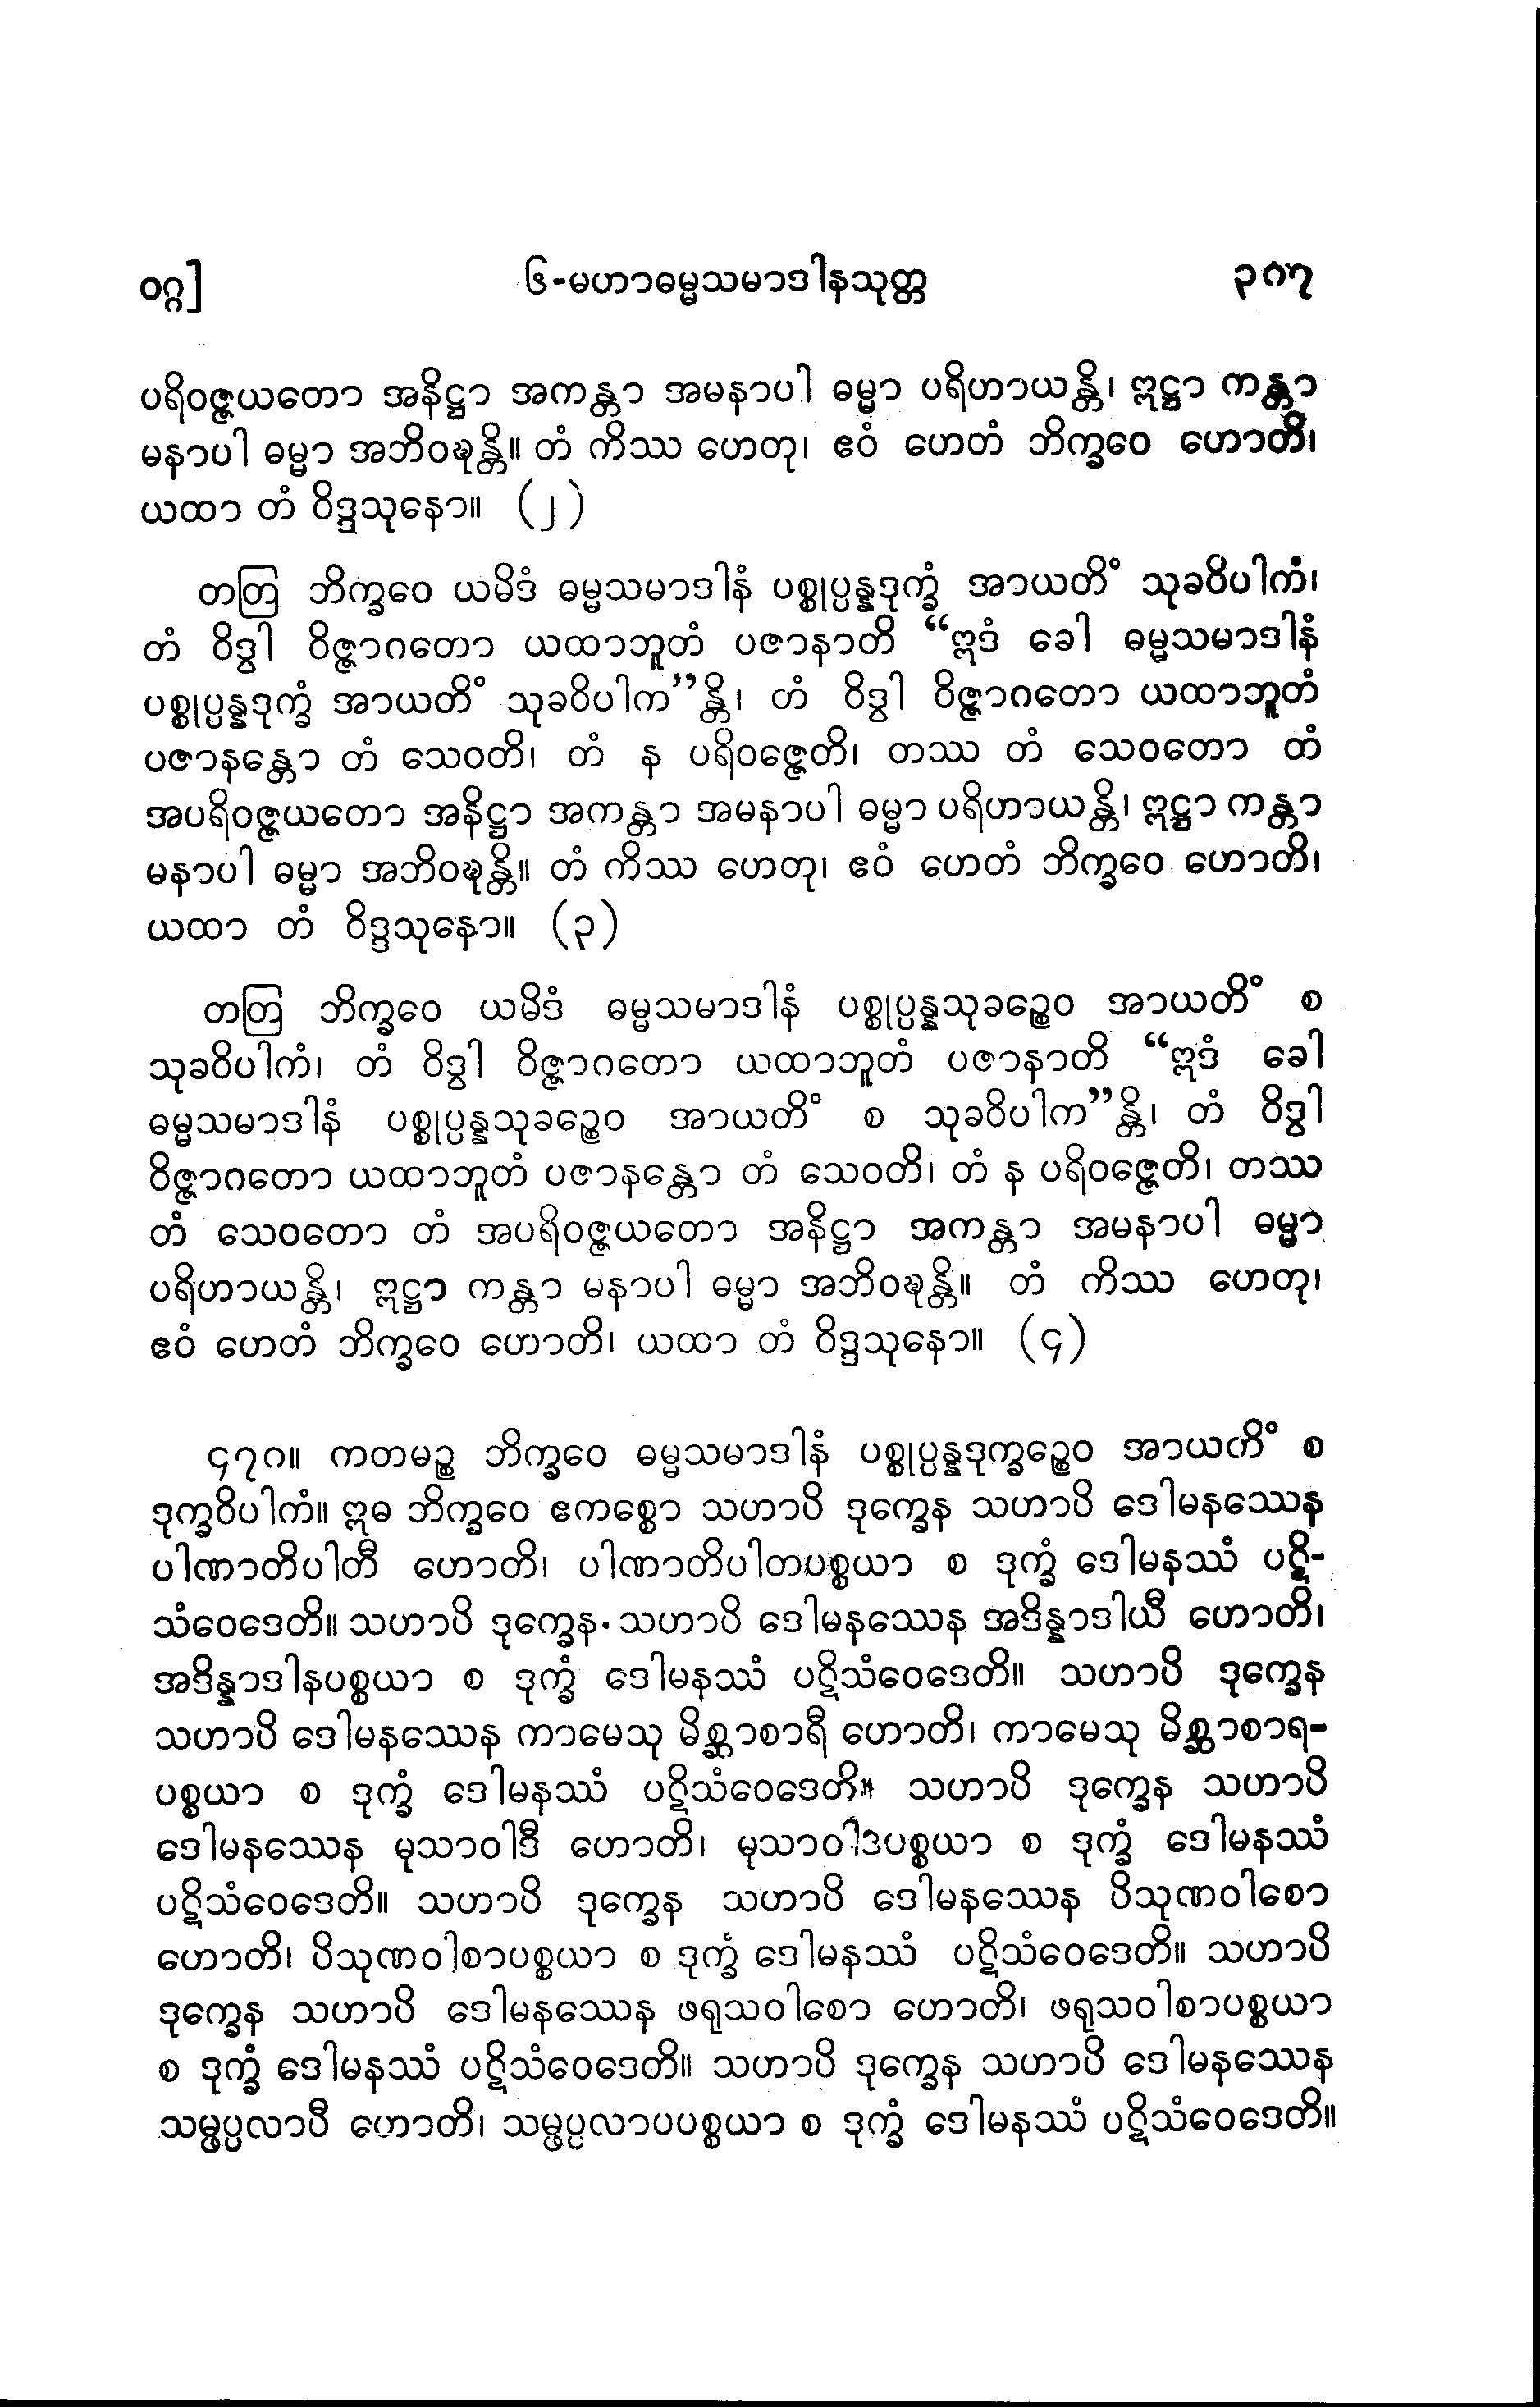 ဝဂ္ဂ]
၆-မဟာဓမ္မသမာဒါနသုတ္တ
၃၈၇
ပရိဝဇ္ဇယတော အနိဋ္ဌာ အကန္တာ အမနာပါ ဓမ္မာ ပရိဟာယန္တိ၊ ဣဋ္ဌာ ကန္တာ
မနာပါ ဓမ္မာ အဘိဝဍ္ဎန္တိ။ တံ ကိဿ ဟေတု၊ ဧဝံ ဟေတံ ဘိက္ခဝေ ဟောတိ၊
ယထာ တံ ဝိဒ္ဒသုနော။ (၂)
တတြ ဘိက္ခဝေ ယမိဒံ ဓမ္မသမာဒါနံ ပစ္စုပ္ပန္နဒုက္ခံ အာယတိံ သုခဝိပါကံ၊
တံ ဝိဒွါ ဝိဇ္ဇာဂတော ယထာဘူတံ ပဇာနာတိ “ဣဒံ ခေါ ဓမ္မသမာဒါနံ
ပစ္စုပ္ပန္နဒုက္ခံ အာယတိံ သုခဝိပါက”န္တိ၊ တံ ဝိဒွါ ဝိဇ္ဇာဂတော ယထာဘူတံ
ပဇာနန္တော တံ သေဝတိ၊ တံ န ပရိဝဇ္ဇေတိ၊ တဿ တံ သေဝတော တံ
အပရိဝဇ္ဇယတော အနိဋ္ဌာ အကန္တာ အမနာပါ ဓမ္မာ ပရိဟာယန္တိ၊ ဣဋ္ဌာ ကန္တာ
မနာပါ ဓမ္မာ အဘိဝဍ္ဎန္တိ။ တံ ကိဿ ဟေတု၊ ဧဝံ ဟေတံ ဘိက္ခဝေ ဟောတိ၊
ယထာ တံ ဝိဒ္ဒသုနော။ (၃)
တတြ ဘိက္ခဝေ ယမိဒံ ဓမ္မသမာဒါနံ ပစ္စုပ္ပန္နသုခဉ္စေဝ အာယတိံ စ
သုခဝိပါကံ၊ တံ ဝိဒွါ ဝိဇ္ဇာဂတော ယထာဘူတံ ပဇာနာတိ “ဣဒံ ခေါ
ဓမ္မသမာဒါနံ ပစ္စုပ္ပန္နသုခဉ္စေဝ အာယတိံ စ သုခဝိပါက”န္တိ၊ တံ ဝိဒွါ
ဝိဇ္ဇာဂတော ယထာဘူတံ ပဇာနန္တော တံ သေဝတိ၊ တံ န ပရိဝဇ္ဇေတိ၊ တဿ
တံ သေဝတော တံ အပရိဝဇ္ဇယတော အနိဋ္ဌာ အကန္တာ အမနာပါ ဓမ္မာ
ပရိဟာယန္တိ၊ ဣဋ္ဌာ ကန္တာ မနာပါ ဓမ္မာ အဘိဝဍ္ဎန္တိ။ တံ ကိဿ ဟေတု၊
ဧဝံ ဟေတံ ဘိက္ခဝေ ဟောတိ၊ ယထာ တံ ဝိဒ္ဒသုနော။ (၄)
၄၇၈။ ကတမဉ္စ ဘိက္ခဝေ ဓမ္မသမာဒါနံ ပစ္စုပ္ပန္နဒုက္ခဉ္စေဝ အာယတိံ စ
ဒုက္ခဝိပါကံ။ ဣဓ ဘိက္ခဝေ ဧကစ္စော သဟာပိ ဒုက္ခေန သဟာပိ ဒေါမနဿေန
ပါဏာတိပါတီ ဟောတိ၊ ပါဏာတိပါတပစ္စယာ စ ဒုက္ခံ ဒေါမနဿံ ပဋိ-
သံဝေဒေတိ။ သဟာပိ ဒုက္ခေန သဟာပိ ဒေါမနဿေန အဒိန္နာဒါယီ ဟောတိ၊
အဒိန္နာဒါနပစ္စယာ စ ဒုက္ခံ ဒေါမနဿံ ပဋိသံဝေဒေတိ။ သဟာပိ ဒုက္ခေန
သဟာပိ ဒေါမနဿေန ကာမေသု မိစ္ဆာစာရီ ဟောတိ၊ ကာမေသု မိစ္ဆာစာရ-
ပစ္စယာ စ ဒုက္ခံ ဒေါမနဿံ ပဋိသံဝေဒေတိ။ သဟာပိ ဒုက္ခေန သဟာပိ
ဒေါမနဿေန မုသာဝါဒီ ဟောတိ၊ မုသာဝါဒပစ္စယာ စ ဒုက္ခံ ဒေါမနဿံ
ပဋိသံဝေဒေတိ။ သဟာပိ ဒုက္ခေန သဟာပိ ဒေါမနဿေန ပိသုဏဝါစော
ဟောတိ၊ ပိသုဏဝါစာပစ္စယာ စ ဒုက္ခံ ဒေါမနဿံ ပဋိသံဝေဒေတိ။ သဟာပိ
ဒုက္ခေန သဟာပိ ဒေါမနဿေန ဖရုသဝါစော ဟောတိ၊ ဖရုသဝါစာပစ္စယာ
စ ဒုက္ခံ ဒေါမနဿံ ပဋိသံဝေဒေတိ။ သဟာပိ ဒုက္ခေန သဟာပိ ဒေါမနဿေန
သမ္ဖပ္ပလာပီ ဟောတိ၊ သမ္ဖပ္ပလာပပစ္စယာ စ ဒုက္ခံ ဒေါမနဿံ ပဋိသံဝေဒေတိ။